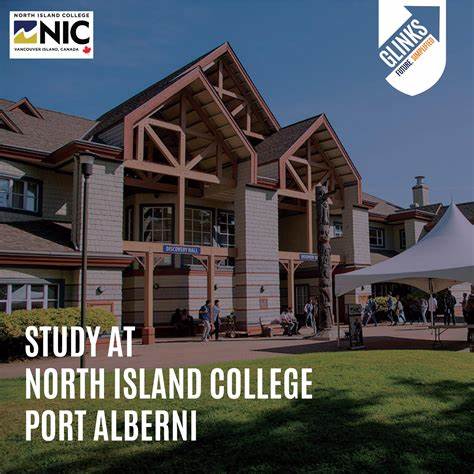 NORTH ISLAND COLLEGE
NIC
VANCOUVER ISLAND, CANADA
GLINKS
FUTURE. SIMPLIFIED
DISCOVERY HALL
STUDY AT
NORTH ISLAND COLLEGE
PORT ALBERNI